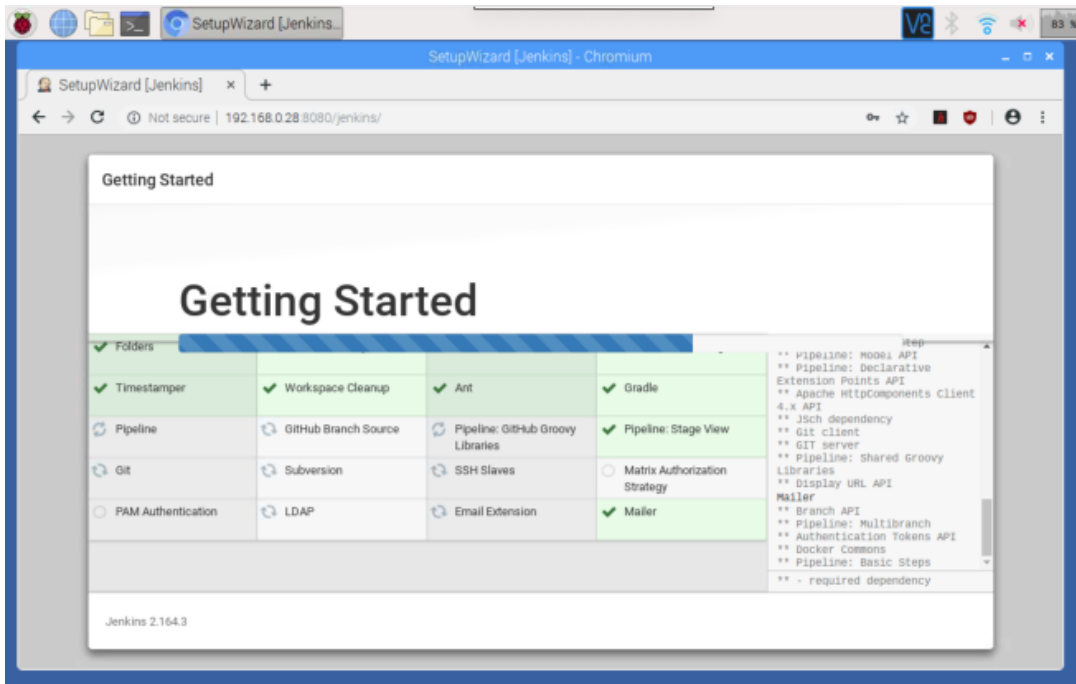 SetupWizard [Jenkins...
83 %
SetupWizard [Jenkins] - Chromium
SetupWizard [Jenkins]
Not secure | 192.168.0.28:8080/jenkins/
Getting Started
Getting Started
Folders
Timestamper
Workspace Cleanup
Ant
Gradle
Pipeline
GitHub Branch Source
Pipeline: GitHub Groovy
Libraries
Pipeline: Stage View
Git
Subversion
SSH Slaves
Matrix Authorization
Strategy
PAM Authentication
LDAP
Email Extension
Mailer
** Pipeline: Model API
** Pipeline: Declarative
Extension Points API
** Apache HttpComponents Client
4.x API
** JSch dependency
** Git client
** GIT server
** Pipeline: Shared Groovy
Libraries
** Display URL API
Mailer
** Branch API
** Pipeline: Multibranch
** Authentication Tokens API
** Docker Commons
** Pipeline: Basic Steps
** - required dependency
Jenkins 2.164.3